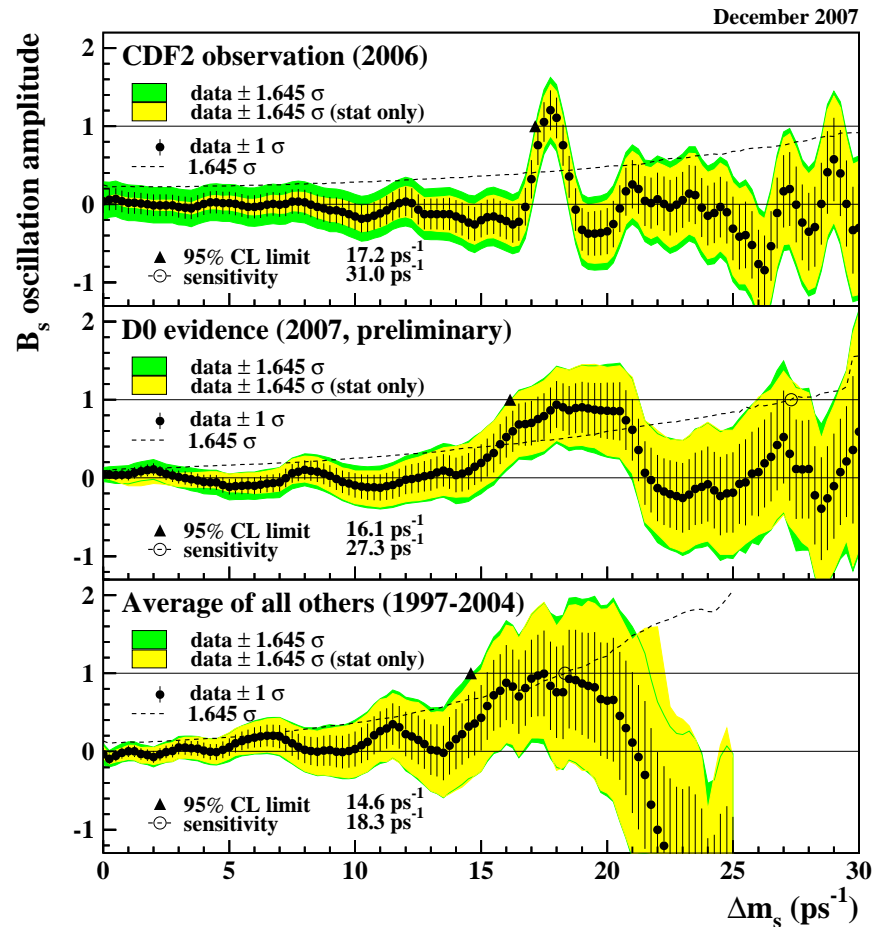 December 2007
B_s oscillation amplitude
CDF2 observation (2006)
data ± 1.645 σ
data ± 1.645 σ (stat only)
data ± 1 σ
1.645 σ
95% CL limit 17.2 ps⁻¹
sensitivity 31.0 ps⁻¹
2
1
0
-1
D0 evidence (2007, preliminary)
data ± 1.645 σ
data ± 1.645 σ (stat only)
data ± 1 σ
1.645 σ
95% CL limit 16.1 ps⁻¹
sensitivity 27.3 ps⁻¹
2
1
0
-1
Average of all others (1997-2004)
data ± 1.645 σ
data ± 1.645 σ (stat only)
data ± 1 σ
1.645 σ
95% CL limit 14.6 ps⁻¹
sensitivity 18.3 ps⁻¹
2
1
0
-1
0 5 10 15 20 25 30
Δm_s (ps⁻¹)